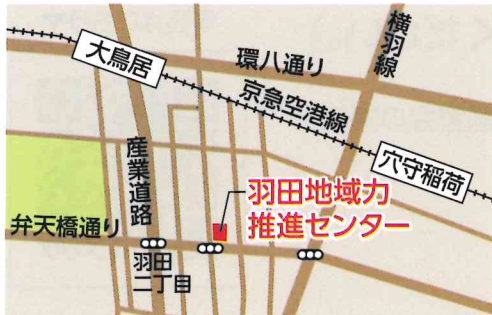 大鳥居
環八通り
横羽線
京急空港線
穴守稲荷
産業道路
羽田地域力
推進センター
弁天橋通り
羽田
二丁目